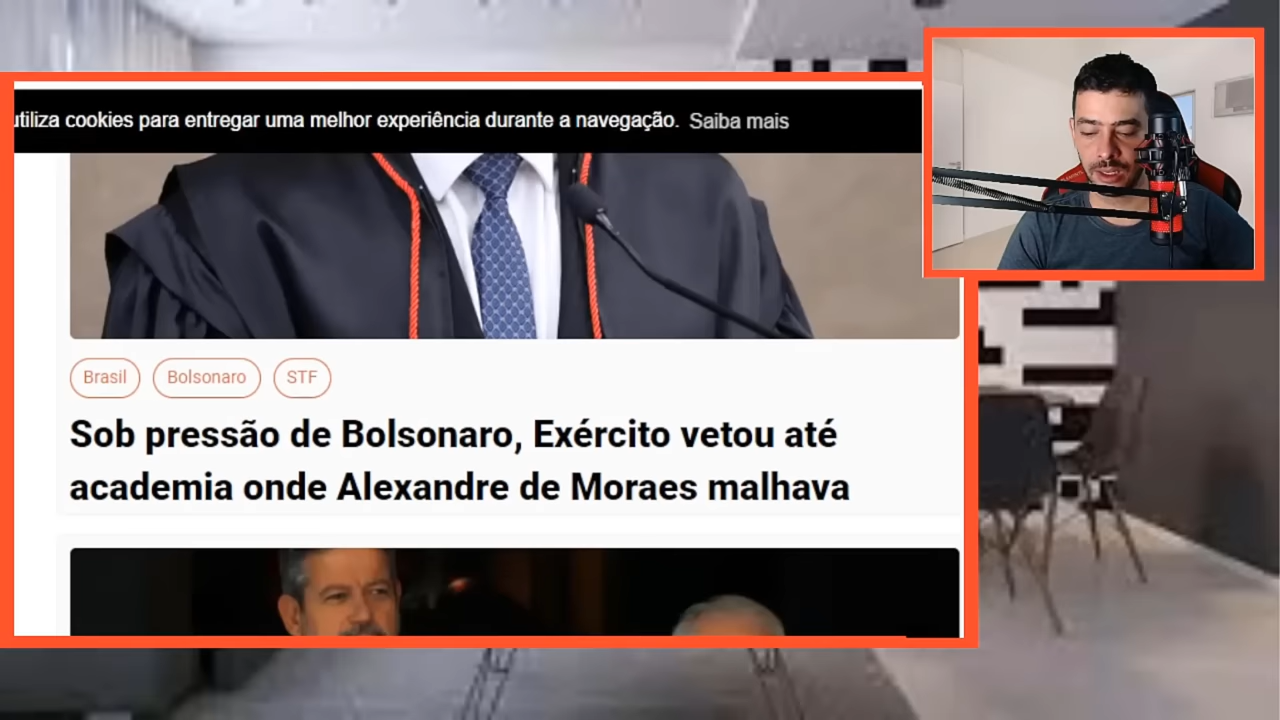 utiliza cookies para entregar uma melhor experiência durante a navegação. Saiba mais
Brasil Bolsonaro STF
Sob pressão de Bolsonaro, Exército vetou até
academia onde Alexandre de Moraes malhava